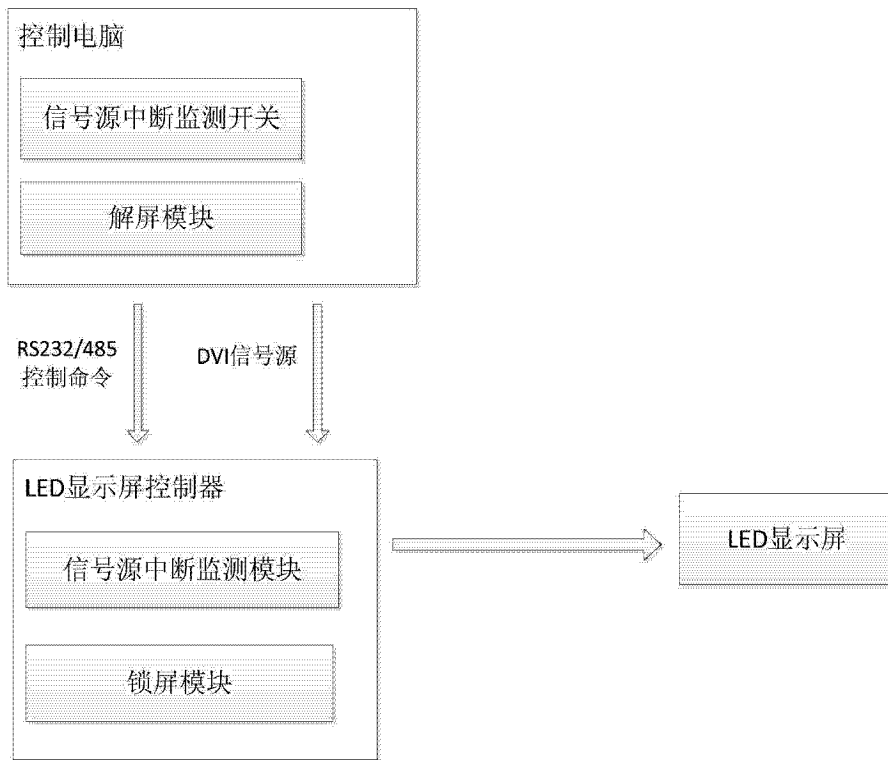 控制电脑
信号源中断监测开关
解屏模块
RS232/485
控制命令
DVI信号源
LED显示屏控制器
信号源中断监测模块
锁屏模块
LED显示屏